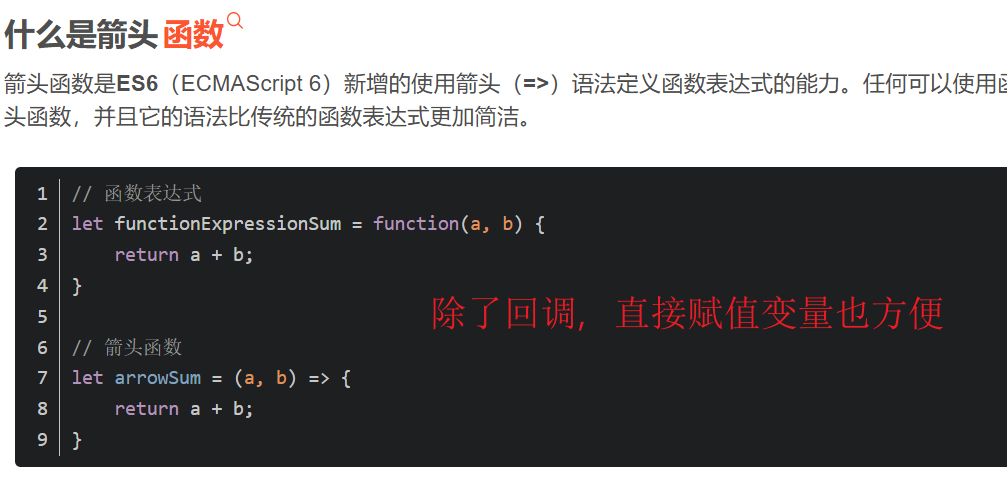 什么是箭头函数
箭头函数是ES6（ECMAScript 6）新增的使用箭头（=>）语法定义函数表达式的能力。任何可以使用
头函数，并且它的语法比传统的函数表达式更加简洁。
1 // 函数表达式
2 let functionExpressionSum = function(a, b) {
3 return a + b;
4 }
5
除了回调，直接赋值变量也方便
6 // 箭头函数
7 let arrowSum = (a, b) => {
8 return a + b;
9 }